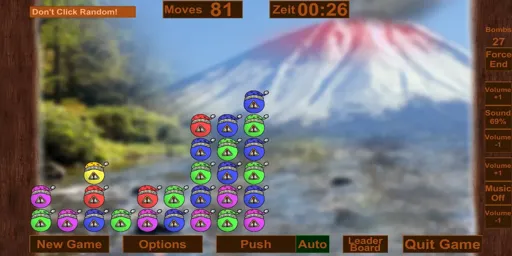 Don't Click Random!
Moves 81
Zeit 00:26
Bombs
27
Force
End
Volume
+1
Sound
69%
Volume
-1
Volume
+1
Music
Off
Volume
-1
New Game
Options
Push
Auto
Leader
Board
Quit Game